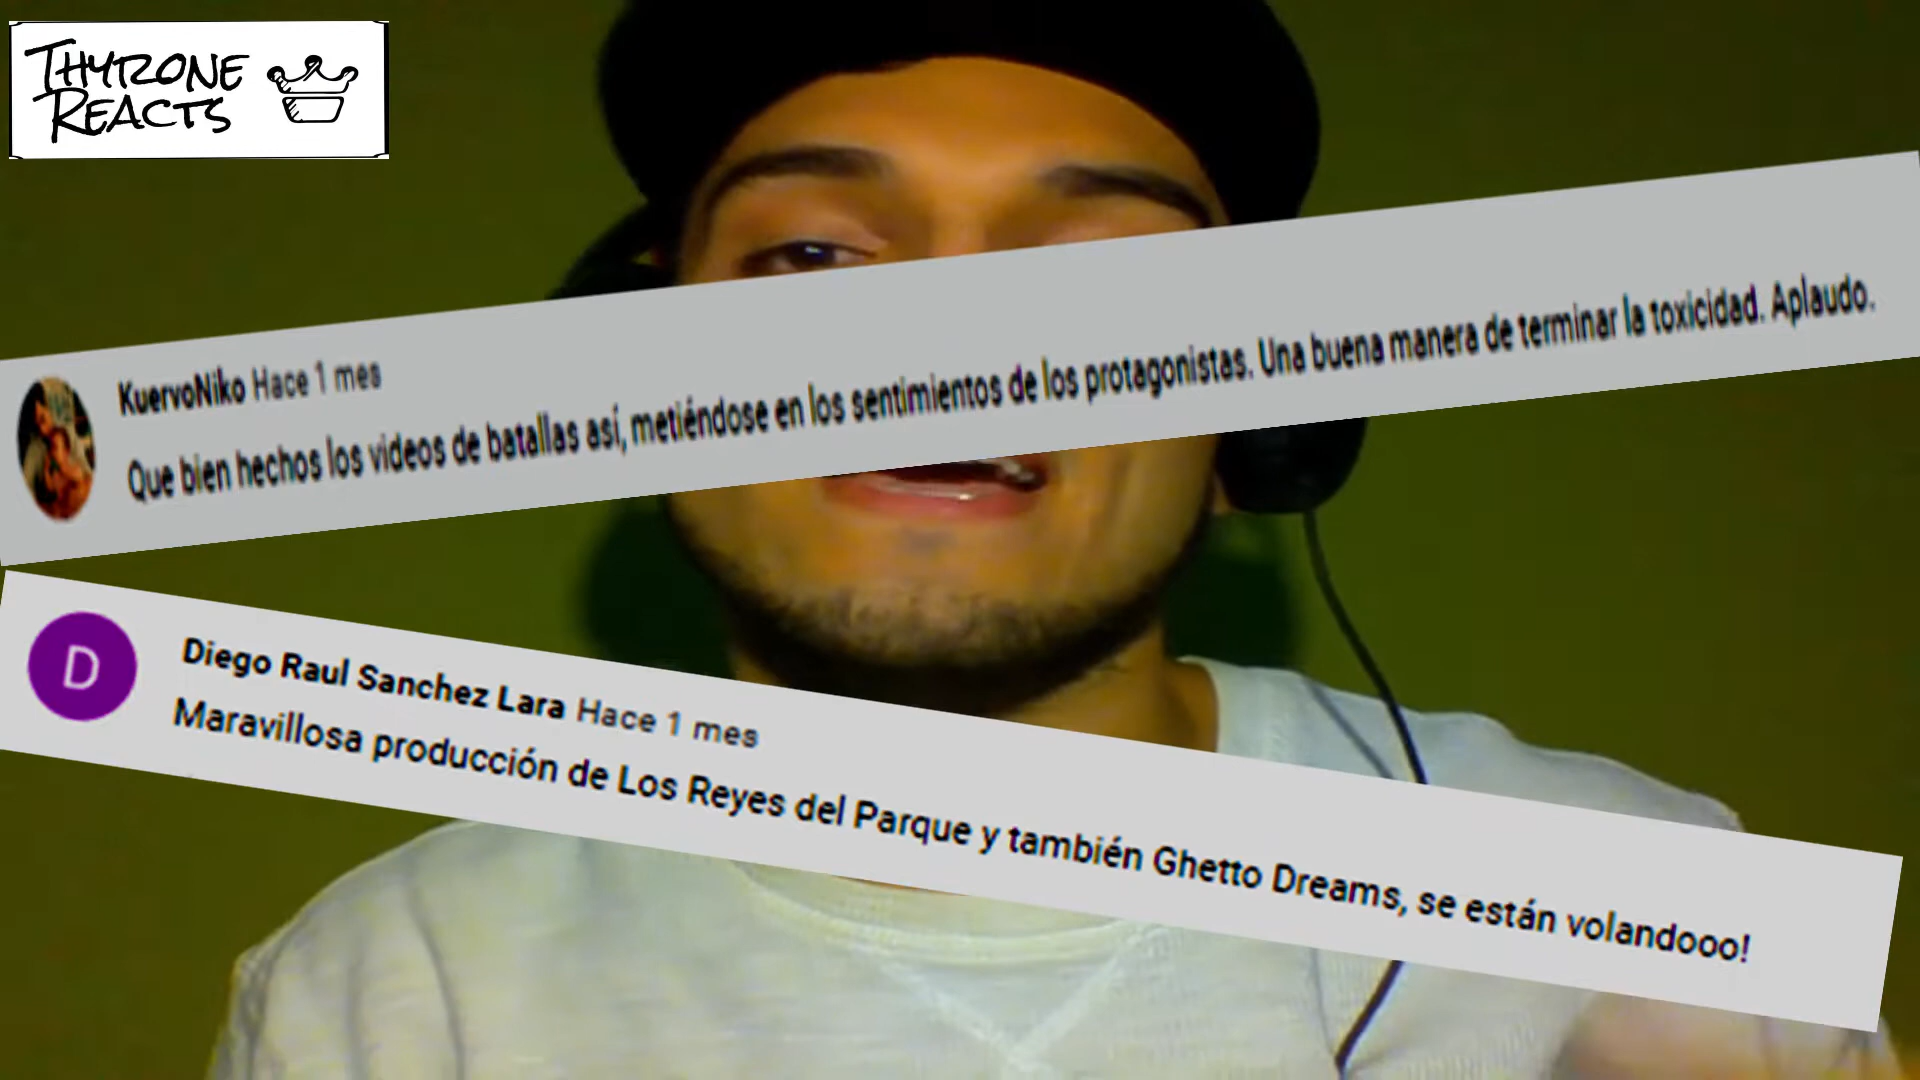 THYRONE
REACTS
KuervoNiko Hace 1 mes
Que bien hechos los videos de batallas así, metiéndose en los sentimientos de los protagonistas. Una buena manera de terminar la toxicidad. Aplaudo.
D
Diego Raul Sanchez Lara Hace 1 mes
Maravillosa producción de Los Reyes del Parque y también Ghetto Dreams, se están volandooo!